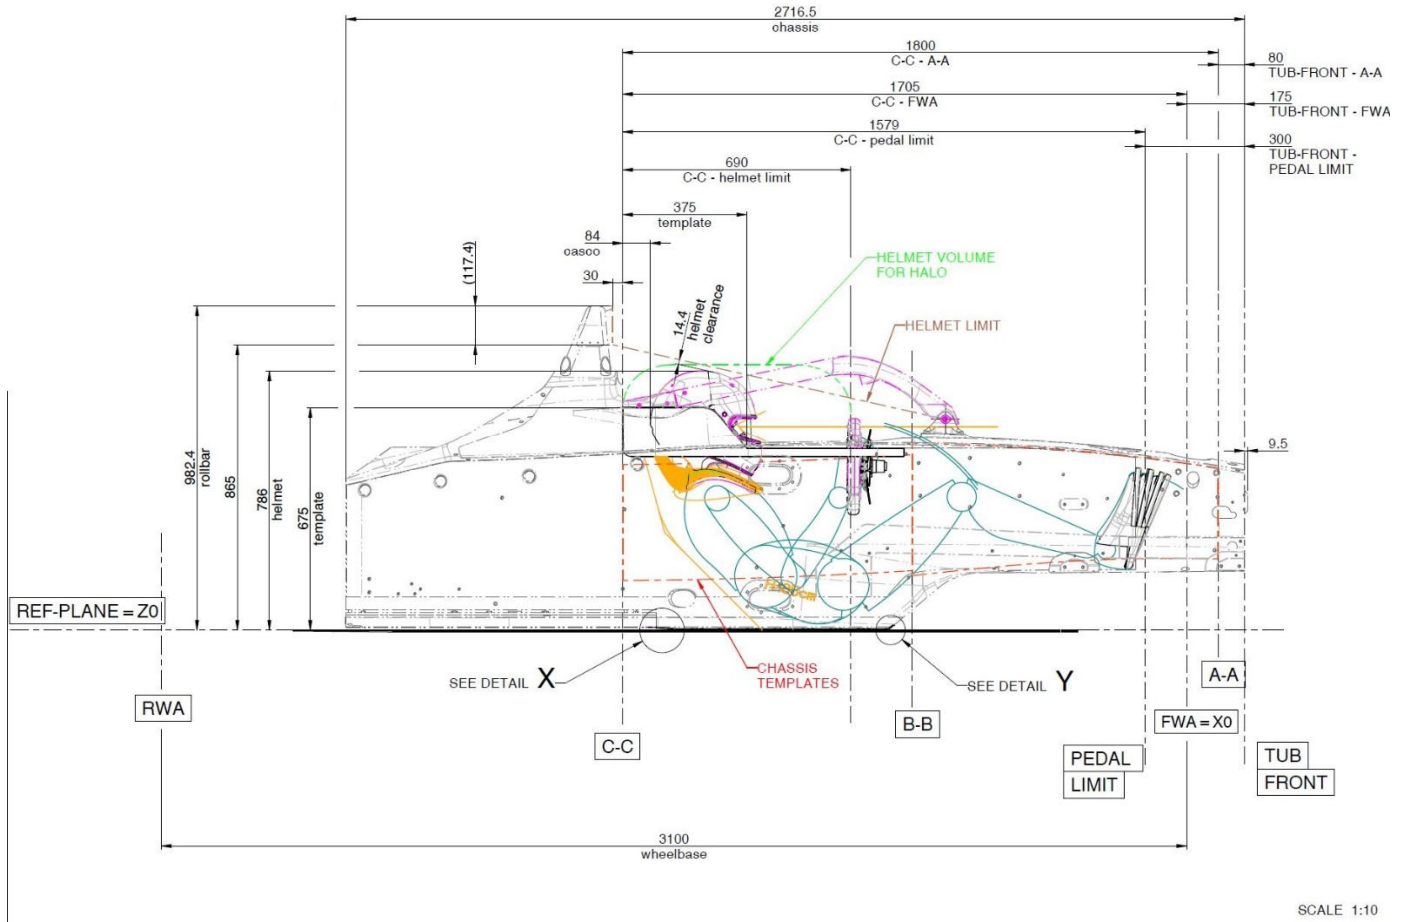 2716.5
chassis
1800
C-C - A-A
80
TUB-FRONT - A-A
1705
C-C - FWA
175
TUB-FRONT - FWA
1579
C-C - pedal limit
300
TUB-FRONT -
PEDAL LIMIT
690
C-C - helmet limit
375
template
84
casco
30
(117.4)
HELMET VOLUME
FOR HALO
14.4
helmet
clearance
HELMET LIMIT
982.4
rollbar
865
786
helmet
675
template
9.5
REF-PLANE = Z0
SEE DETAIL X
CHASSIS
TEMPLATES
SEE DETAIL Y
A-A
RWA
B-B
FWA = X0
C-C
PEDAL
LIMIT
TUB
FRONT
3100
wheelbase
SCALE 1:10